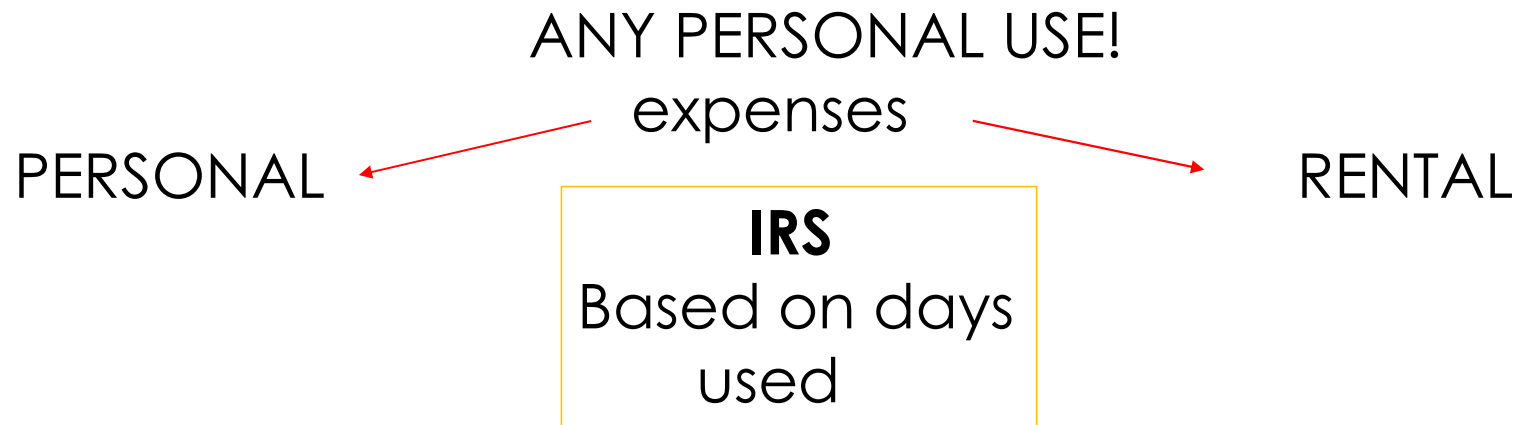 ANY PERSONAL USE!
expenses
PERSONAL
RENTAL
IRS
Based on days
used